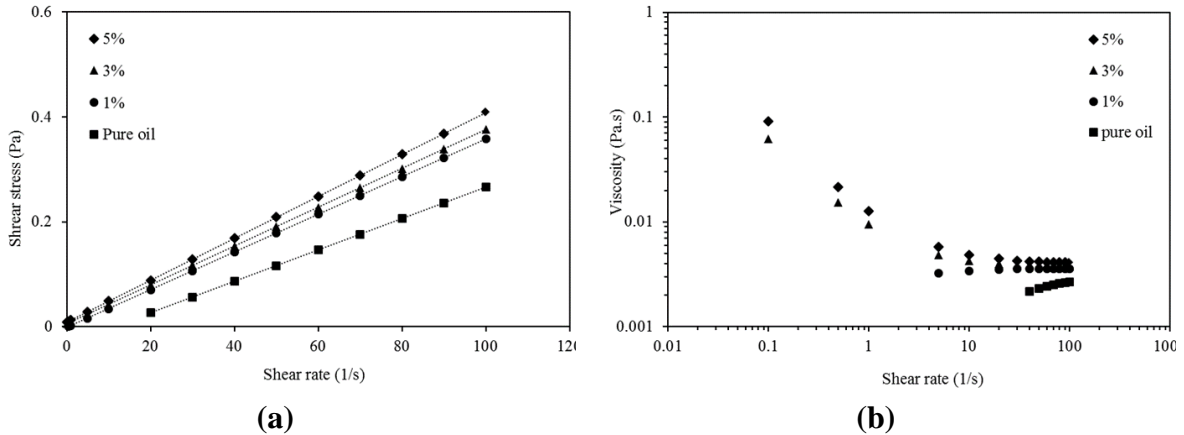 0.6
0.4
0.2
0
Shrear stress (Pa)
5%
3%
1%
Pure oil
0 20 40 60 80 100 120
Shear rate (1/s)
(a)
1
0.1
0.01
0.001
Viscosity (Pa.s)
5%
3%
1%
pure oil
0.01 0.1 1 10 100
Shear rate (1/s)
(b)